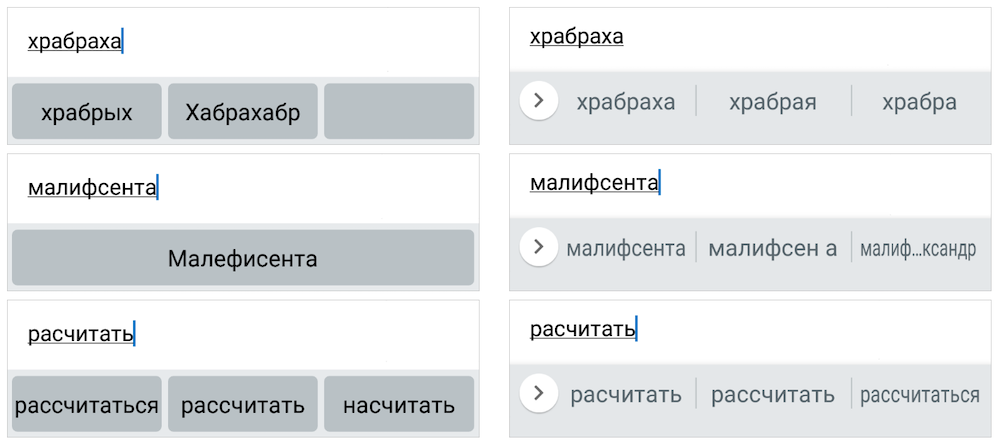 храбраха
храбрых Хабрахабр
малифсента
Малефисента
расчитать
рассчитаться рассчитать насчитать
храбраха
храбраха храбрая храбра
малифсента
малифсента малифсен а малиф...ксандр
расчитать
расчитать рассчитать рассчитаться